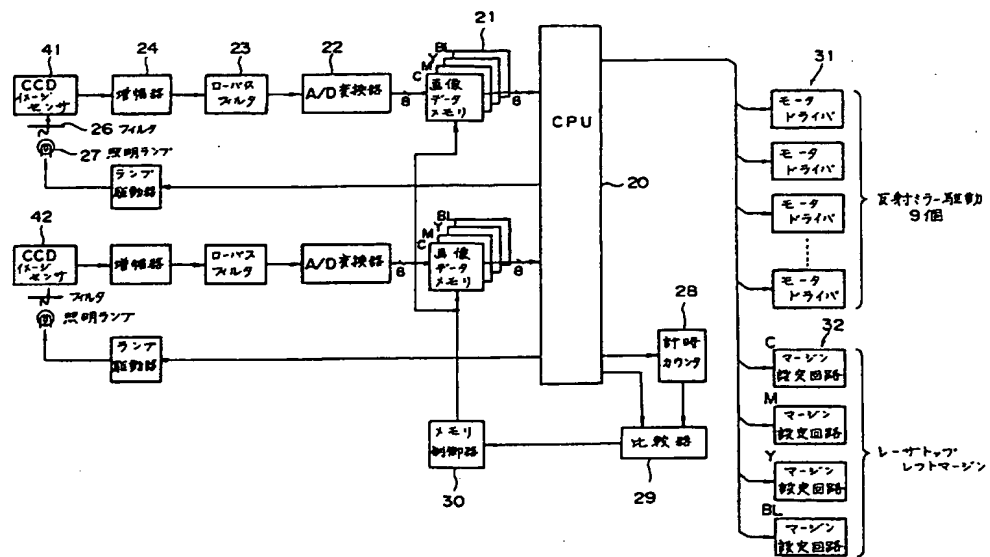 41
CCD
イメージ
センサ
24
増幅器
23
ローパス
フィルタ
22
A/D変換器
8
21
BL
Y
M
C
画像
データ
メモリ
8
CPU
20
26 フィルタ
27 照明ランプ
ランプ
駆動器
42
CCD
イメージ
センサ
増幅器
ローパス
フィルタ
A/D変換器
8
BL
Y
M
C
画像
データ
メモリ
8
フィルタ
照明ランプ
ランプ
駆動器
28
計時
カウンタ
メモリ
制御器
30
比較器
29
31
モータ
ドライバ
モータ
ドライバ
モータ
ドライバ
モータ
ドライバ
反射ミラー駆動
9個
32
C
マージン
設定回路
M
マージン
設定回路
Y
マージン
設定回路
BL
マージン
設定回路
レーザトップ
レフトマージン